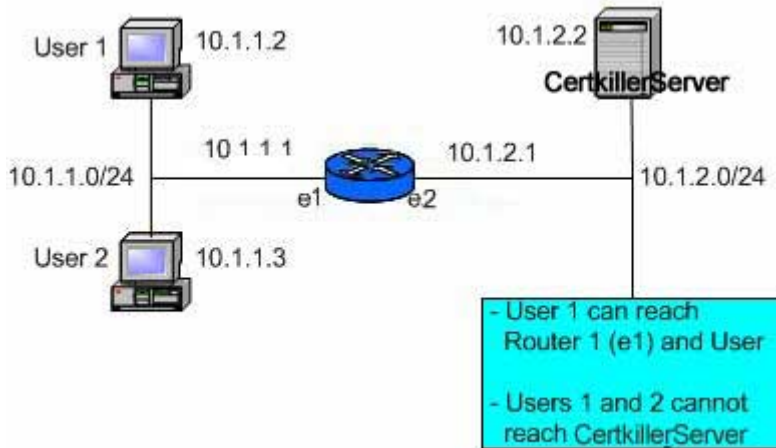 User 1
10.1.1.2
10.1.2.2
CertkillerServer
10 1 1 1
10.1.2.1
10.1.1.0/24
10.1.2.0/24
e1
e2
User 2
10.1.1.3
- User 1 can reach
Router 1 (e1) and User
- Users 1 and 2 cannot
reach CertkillerServer